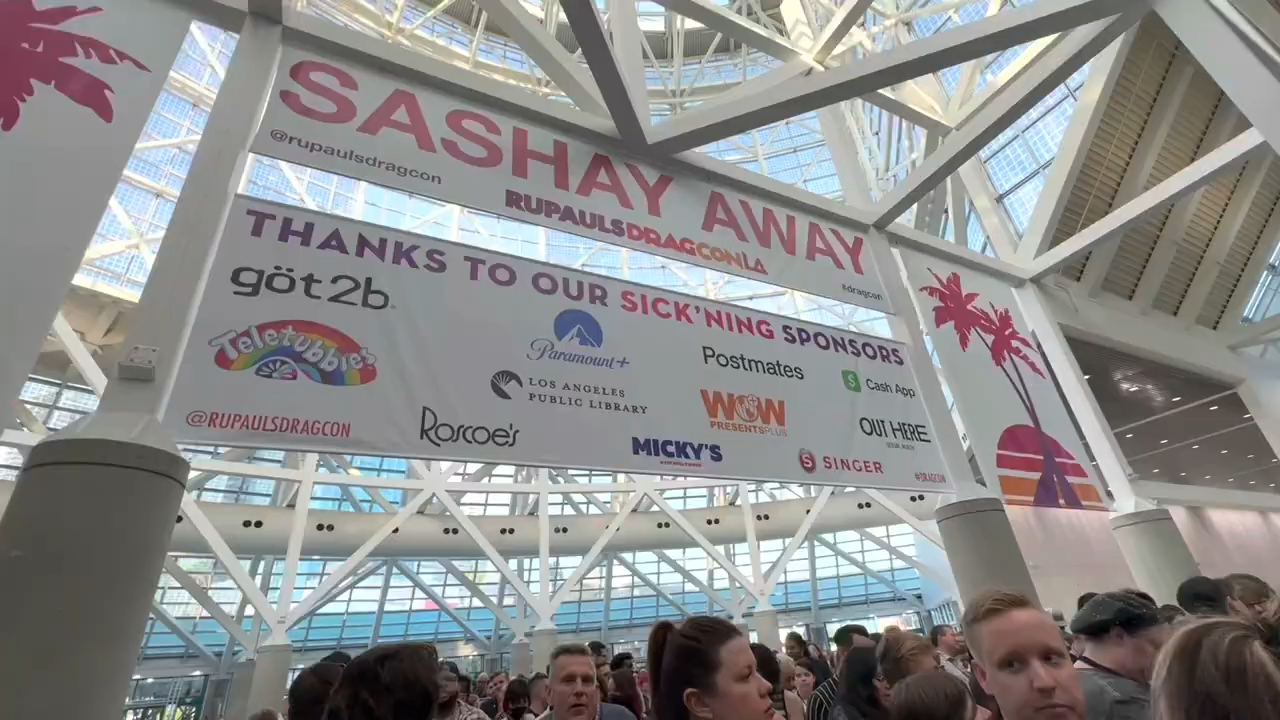 SASHAY AWAY
@rupaulsdragcon
RUPAULSDRAGCONLA
#dragcon
THANKS TO OUR SICK'NING SPONSORS
göt2b
Teletubbies
Paramount+
Postmates
Cash App
LOS ANGELES
PUBLIC LIBRARY
WOW
PRESENTSPLUS
OUT HERE
@RUPAULSDRAGCON
Roscoe's
MICKY'S
SINGER
#DRAGCON